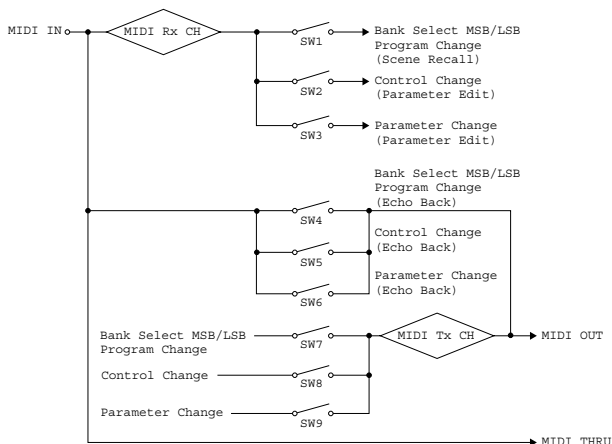 MIDI IN
MIDI Rx CH
SW1
Bank Select MSB/LSB
Program Change
(Scene Recall)
SW2
Control Change
(Parameter Edit)
SW3
Parameter Change
(Parameter Edit)
Bank Select MSB/LSB
Program Change
(Echo Back)
SW4
Control Change
(Echo Back)
SW5
Parameter Change
(Echo Back)
SW6
Bank Select MSB/LSB
Program Change
SW7
MIDI Tx CH
MIDI OUT
Control Change
SW8
Parameter Change
SW9
MIDI THRU